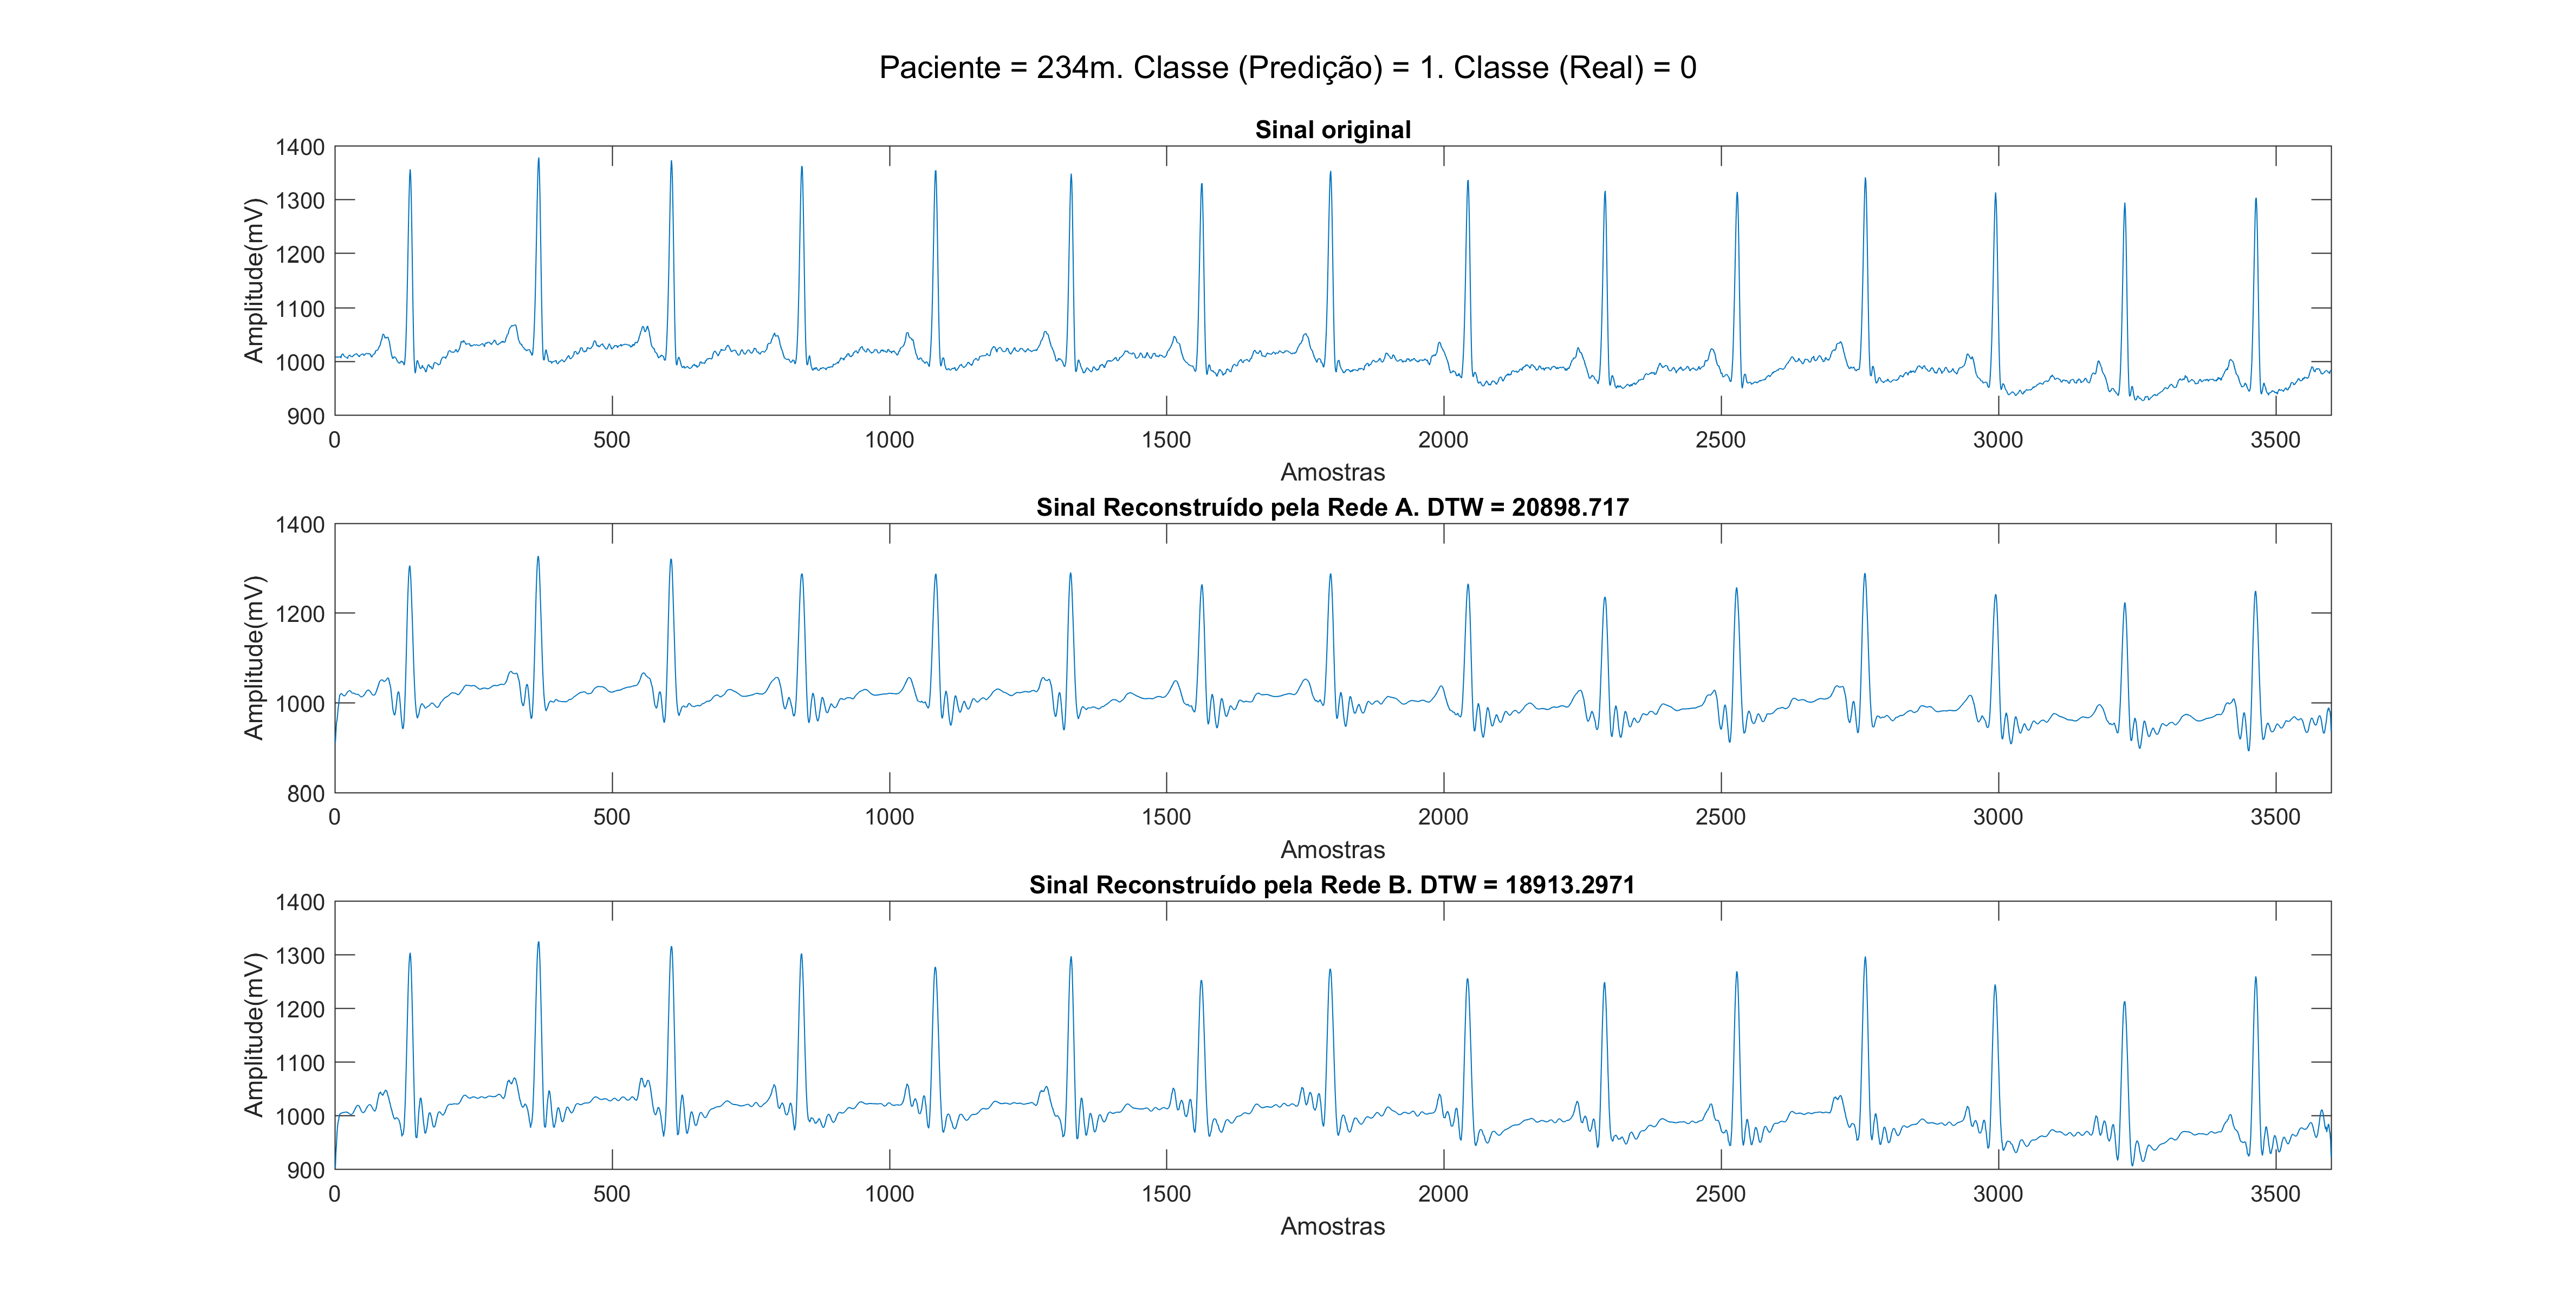 Paciente = 234m. Classe (Predição) = 1. Classe (Real) = 0
Sinal original
Amplitude(mV)
1400
1300
1200
1100
1000
900
0 500 1000 1500 2000 2500 3000 3500
Amostras
Sinal Reconstruído pela Rede A. DTW = 20898.717
Amplitude(mV)
1400
1200
1000
800
0 500 1000 1500 2000 2500 3000 3500
Amostras
Sinal Reconstruído pela Rede B. DTW = 18913.2971
Amplitude(mV)
1400
1300
1200
1100
1000
900
0 500 1000 1500 2000 2500 3000 3500
Amostras